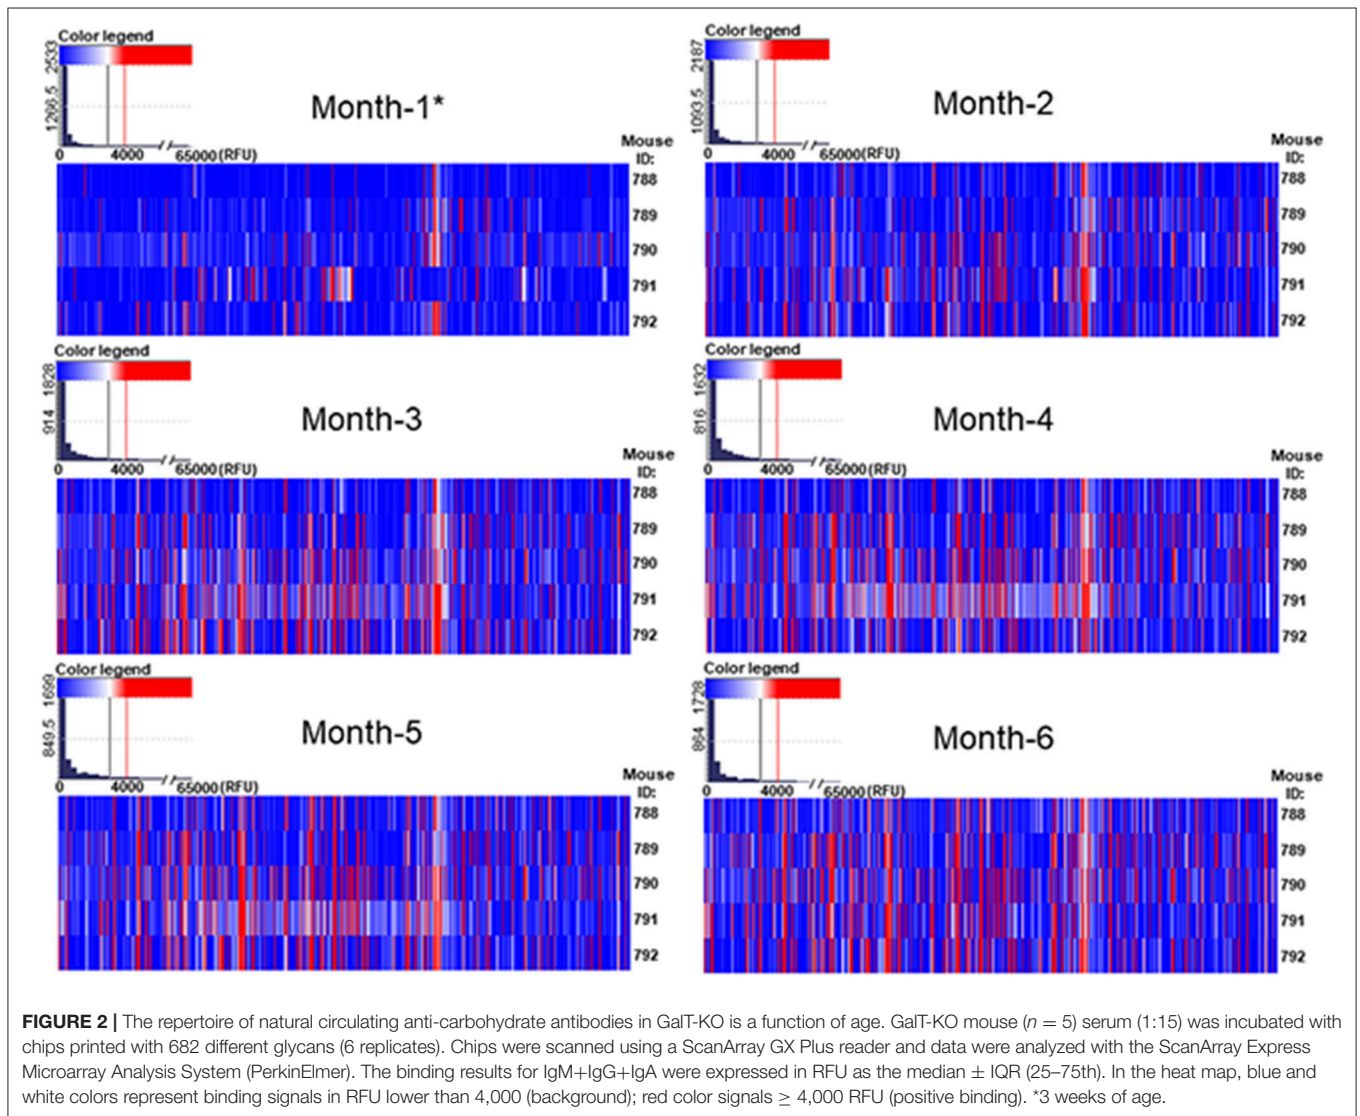 Color legend
2533
1266.5
0 4000 65000(RFU)
Month-1*
Mouse
ID:
788
789
790
791
792
Color legend
2187
1093.5
0 4000 65000(RFU)
Month-2
Mouse
ID:
788
789
790
791
792
Color legend
1828
914
0 4000 65000(RFU)
Month-3
Mouse
ID:
788
789
790
791
792
Color legend
1632
816
0 4000 65000(RFU)
Month-4
Mouse
ID:
788
789
790
791
792
Color legend
1699
849.5
0 4000 65000(RFU)
Month-5
Mouse
ID:
788
789
790
791
792
Color legend
1728
864
0 4000 65000(RFU)
Month-6
Mouse
ID:
788
789
790
791
792
FIGURE 2 | The repertoire of natural circulating anti-carbohydrate antibodies in GalT-KO is a function of age. GalT-KO mouse (n = 5) serum (1:15) was incubated with
chips printed with 682 different glycans (6 replicates). Chips were scanned using a ScanArray GX Plus reader and data were analyzed with the ScanArray Express
Microarray Analysis System (PerkinElmer). The binding results for IgM+IgG+IgA were expressed in RFU as the median ± IQR (25–75th). In the heat map, blue and
white colors represent binding signals in RFU lower than 4,000 (background); red color signals ≥ 4,000 RFU (positive binding). *3 weeks of age.